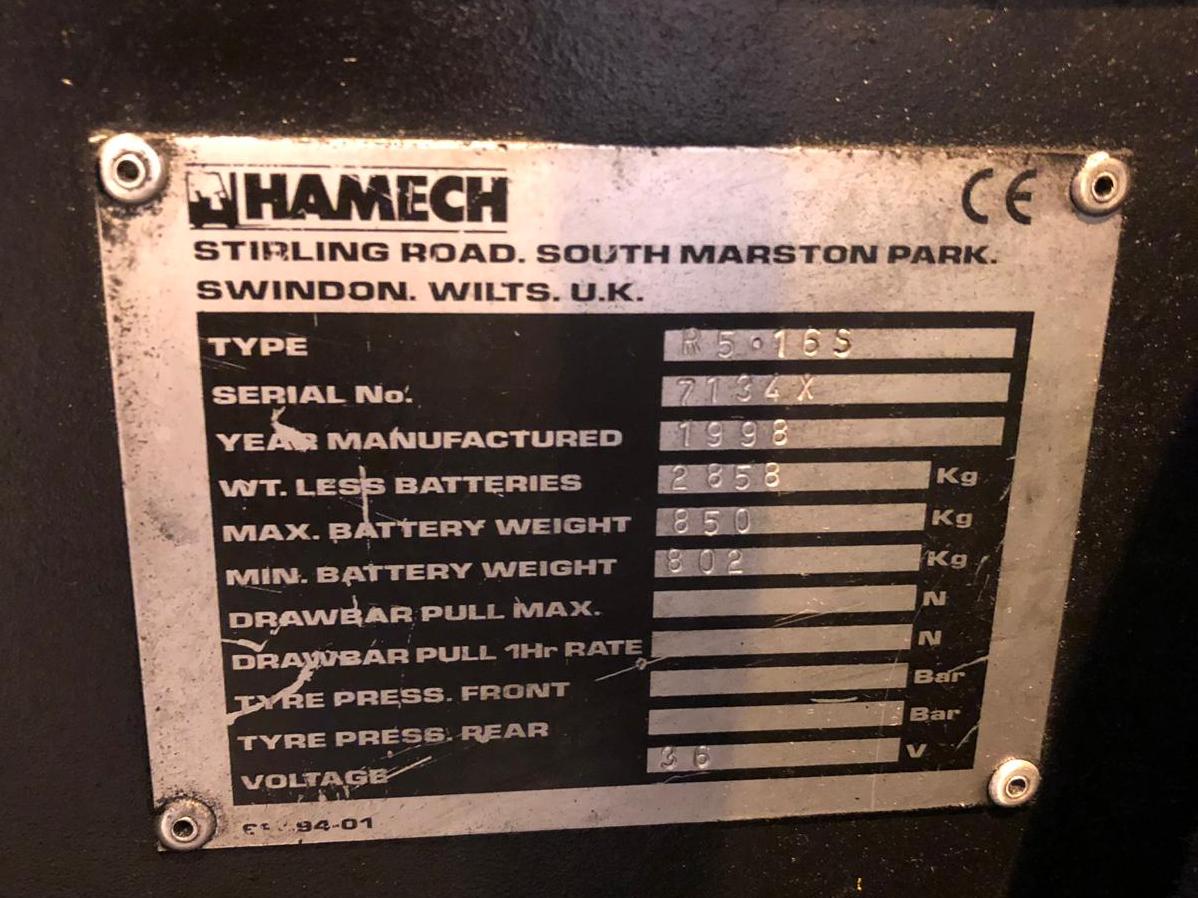 HAMECH
CE
STIRLING ROAD. SOUTH MARSTON PARK.
SWINDON. WILTS. U.K.
TYPE R5·16S
SERIAL No. 7134X
YEAR MANUFACTURED 1998
WT. LESS BATTERIES 2858 Kg
MAX. BATTERY WEIGHT 850 Kg
MIN. BATTERY WEIGHT 802 Kg
DRAWBAR PULL MAX. N
DRAWBAR PULL 1Hr RATE N
TYRE PRESS. FRONT Bar
TYRE PRESS. REAR Bar
VOLTAGE 36 V